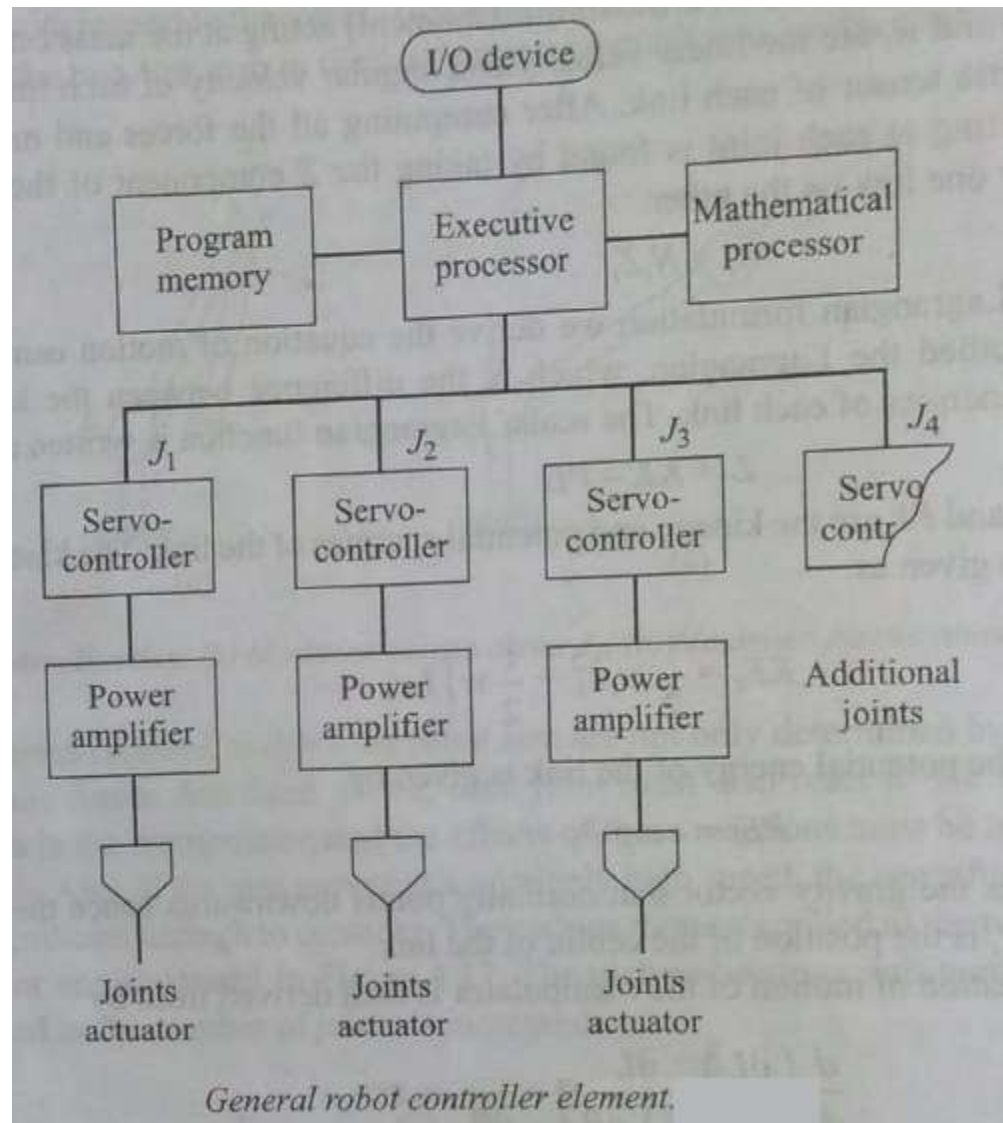 I/O device
Program
memory
Executive
processor
Mathematical
processor
J1
J2
J3
J4
Servo-
controller
Servo-
controller
Servo-
controller
Servo
contr
Power
amplifier
Power
amplifier
Power
amplifier
Additional
joints
Joints
actuator
Joints
actuator
Joints
actuator
General robot controller element.